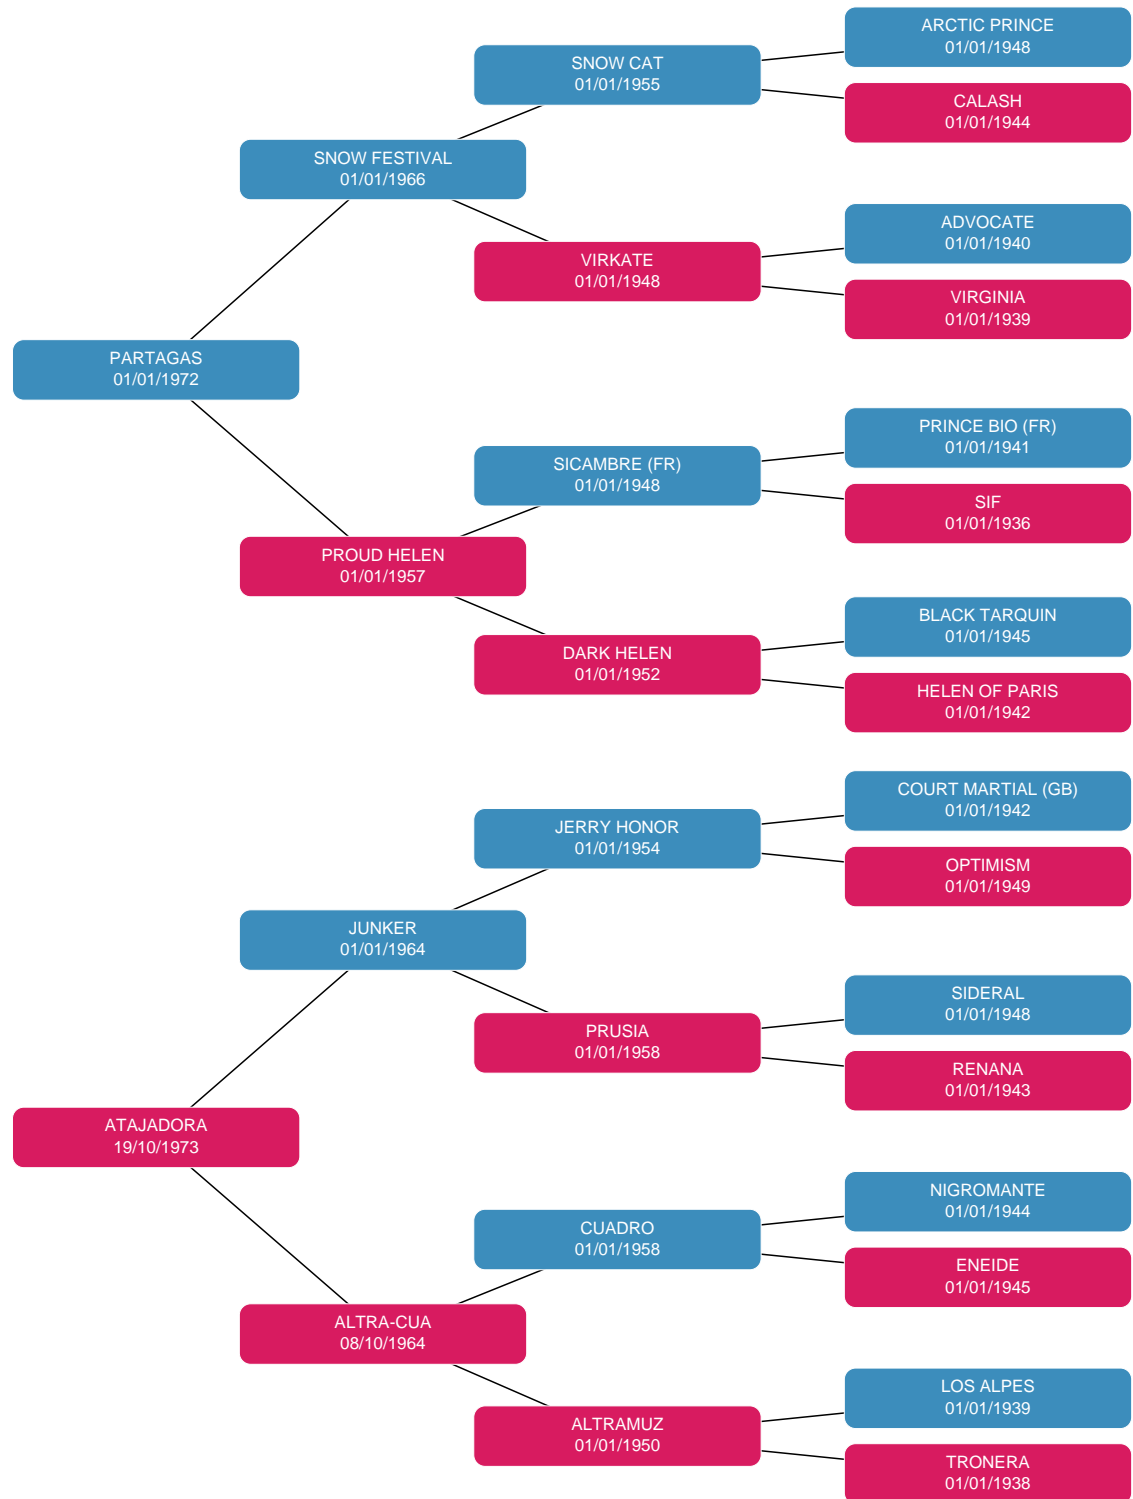 ARCTIC PRINCE
01/01/1948
SNOW CAT
01/01/1955
CALASH
01/01/1944
SNOW FESTIVAL
01/01/1966
ADVOCATE
01/01/1940
VIRKATE
01/01/1948
VIRGINIA
01/01/1939
PARTAGAS
01/01/1972
PRINCE BIO (FR)
01/01/1941
SICAMBRE (FR)
01/01/1948
SIF
01/01/1936
PROUD HELEN
01/01/1957
BLACK TARQUIN
01/01/1945
DARK HELEN
01/01/1952
HELEN OF PARIS
01/01/1942
COURT MARTIAL (GB)
01/01/1942
JERRY HONOR
01/01/1954
OPTIMISM
01/01/1949
JUNKER
01/01/1964
SIDERAL
01/01/1948
PRUSIA
01/01/1958
RENANA
01/01/1943
ATAJADORA
19/10/1973
NIGROMANTE
01/01/1944
CUADRO
01/01/1958
ENEIDE
01/01/1945
ALTRA-CUA
08/10/1964
LOS ALPES
01/01/1939
ALTRAMUZ
01/01/1950
TRONERA
01/01/1938